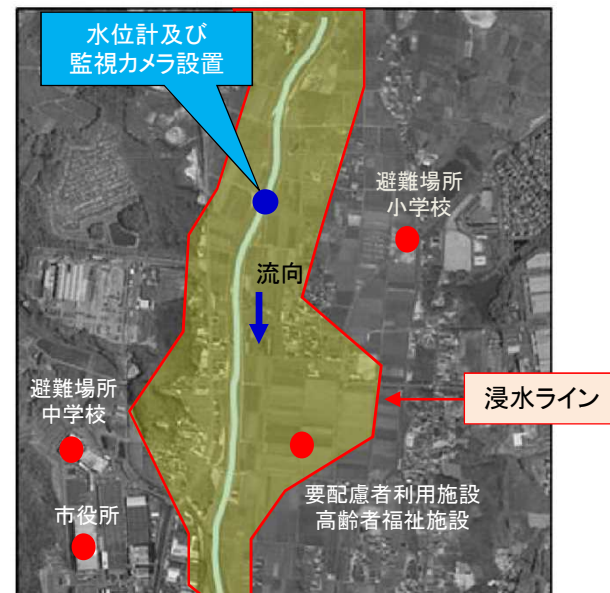 水位計及び
監視カメラ設置
避難場所
小学校
流向
避難場所
中学校
浸水ライン
要配慮者利用施設
高齢者福祉施設
市役所